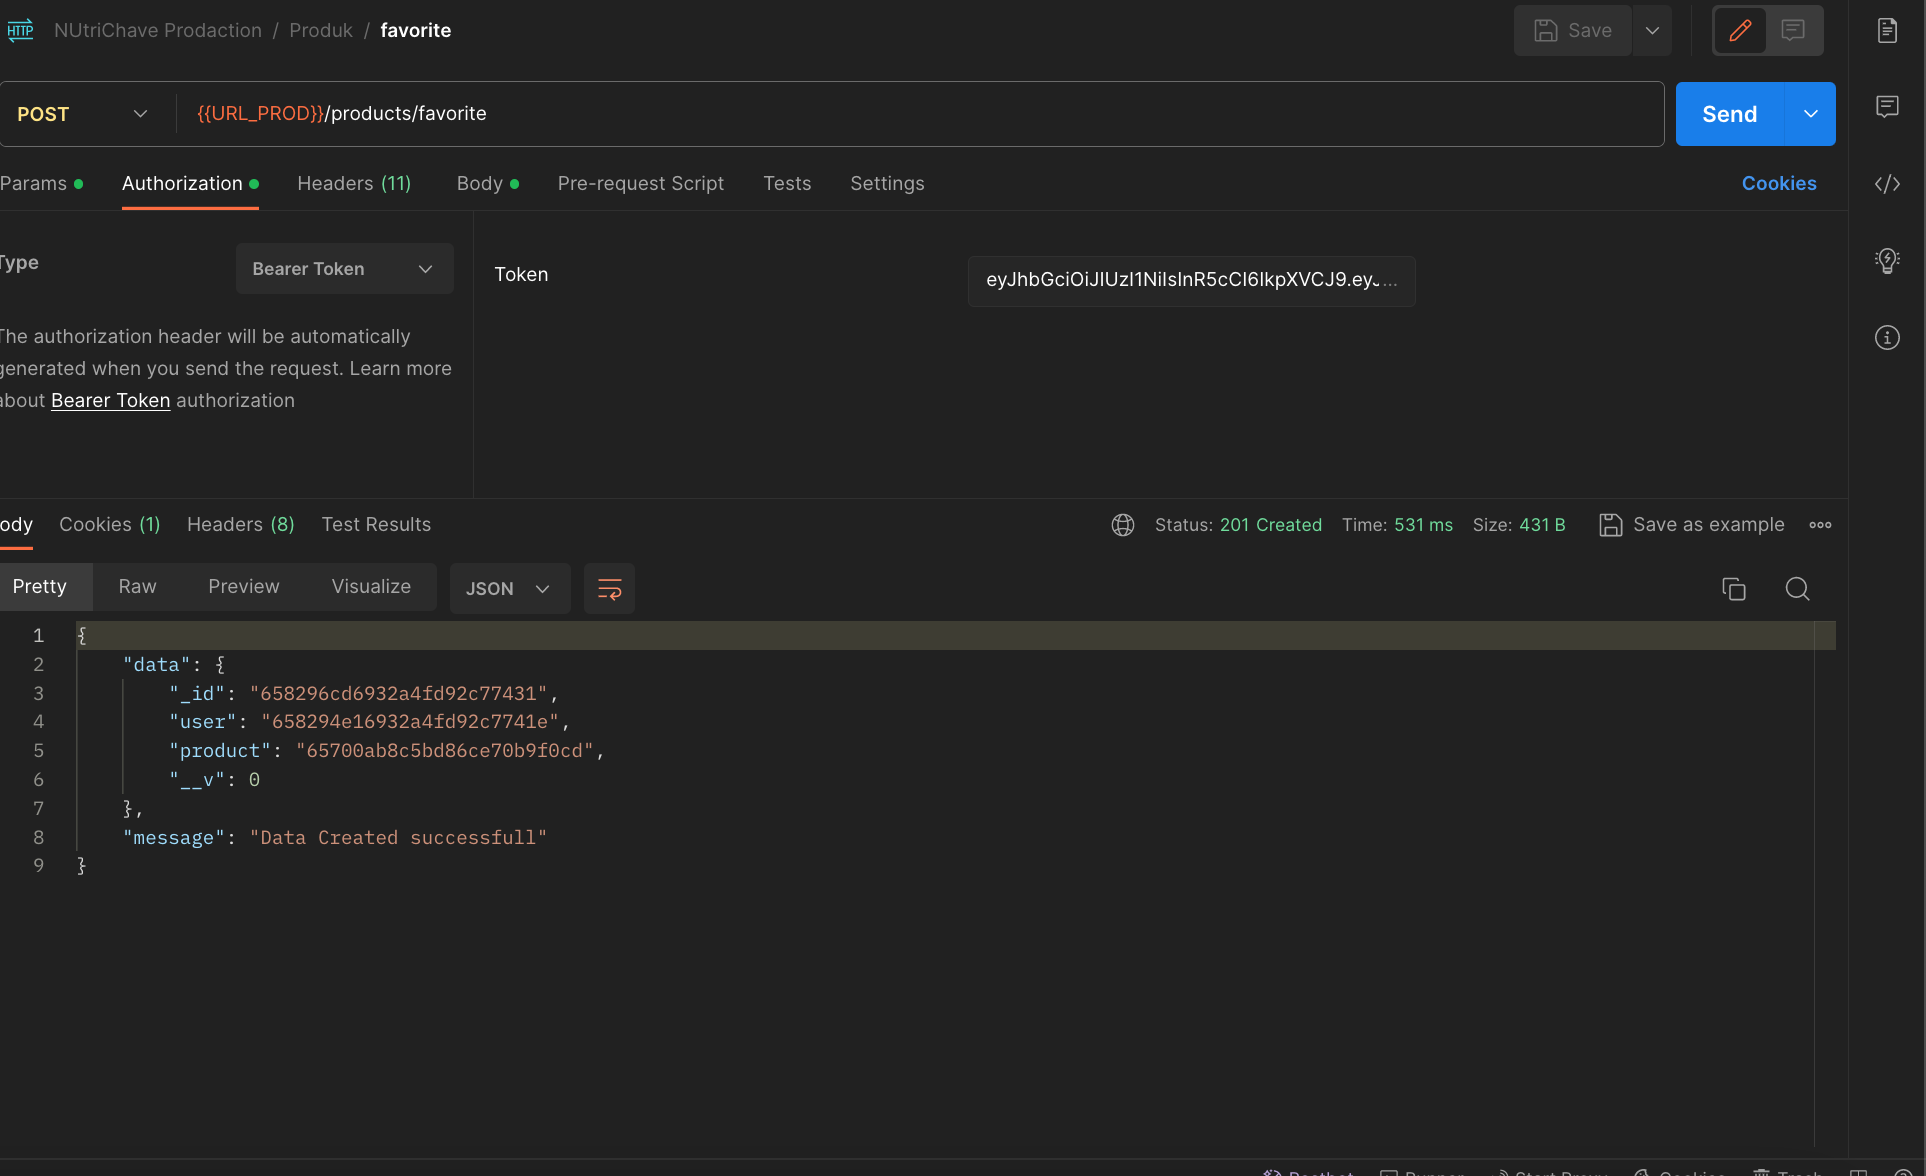 HTTP NUtriChave Prodaction / Produk / favorite Save
POST {{URL_PROD}}/products/favorite Send
Params Authorization Headers (11) Body Pre-request Script Tests Settings Cookies
Type Bearer Token
Token eyJhbGciOiJIUzI1NiIsInR5cCI6IkpXVCJ9.eyJ...
The authorization header will be automatically
generated when you send the request. Learn more
about Bearer Token authorization
ody Cookies (1) Headers (8) Test Results Status: 201 Created Time: 531 ms Size: 431 B Save as example
Pretty Raw Preview Visualize JSON
1 {
2 "data": {
3 "_id": "658296cd6932a4fd92c77431",
4 "user": "658294e16932a4fd92c7741e",
5 "product": "65700ab8c5bd86ce70b9f0cd",
6 "__v": 0
7 },
8 "message": "Data Created successfull"
9 }
Postbot Runner Start Proxy Cookies Trash